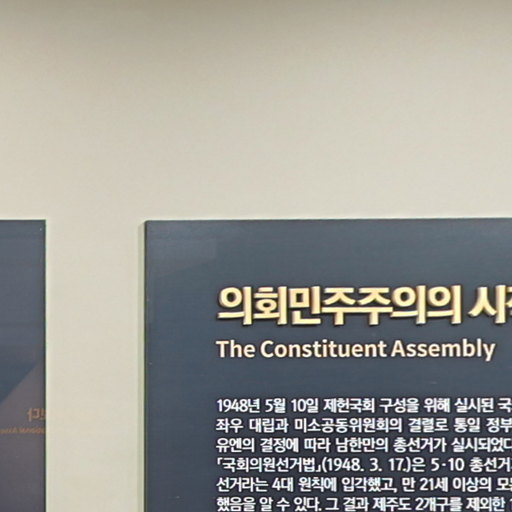 의회민주주의의
The Constituent Assembly
1948년 5월 10일 제헌국회 구성을 위해 실시된
좌우 대립과 미소공동위원회의 결렬로 통일 정부
유엔의 결정에 따라 남한만의 총선거가 실시되었다
「국회의원선거법」(1948. 3. 17.)은 5·10 총선거
선거라는 4대 원칙에 입각했고, 만 21세 이상의
했음을 알 수 있다. 그 결과 제주도 2개구를 제외한